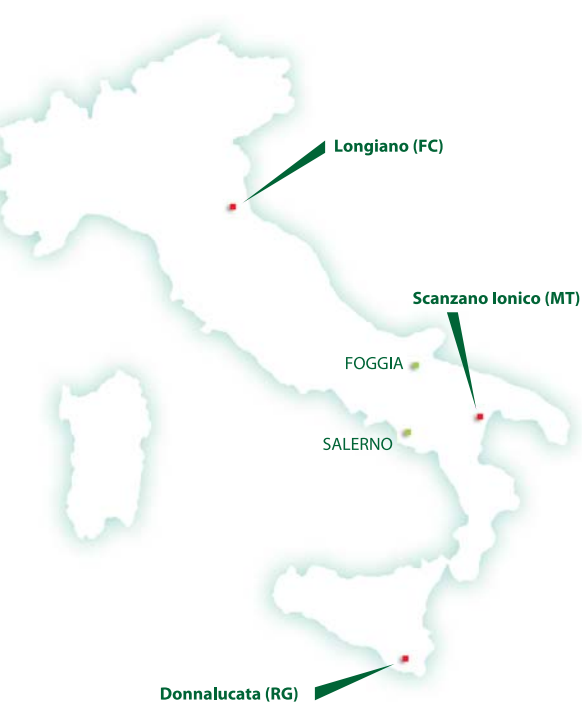 Longiano (FC)
Scanzano Ionico (MT)
FOGGIA
SALERNO
Donnalucata (RG)